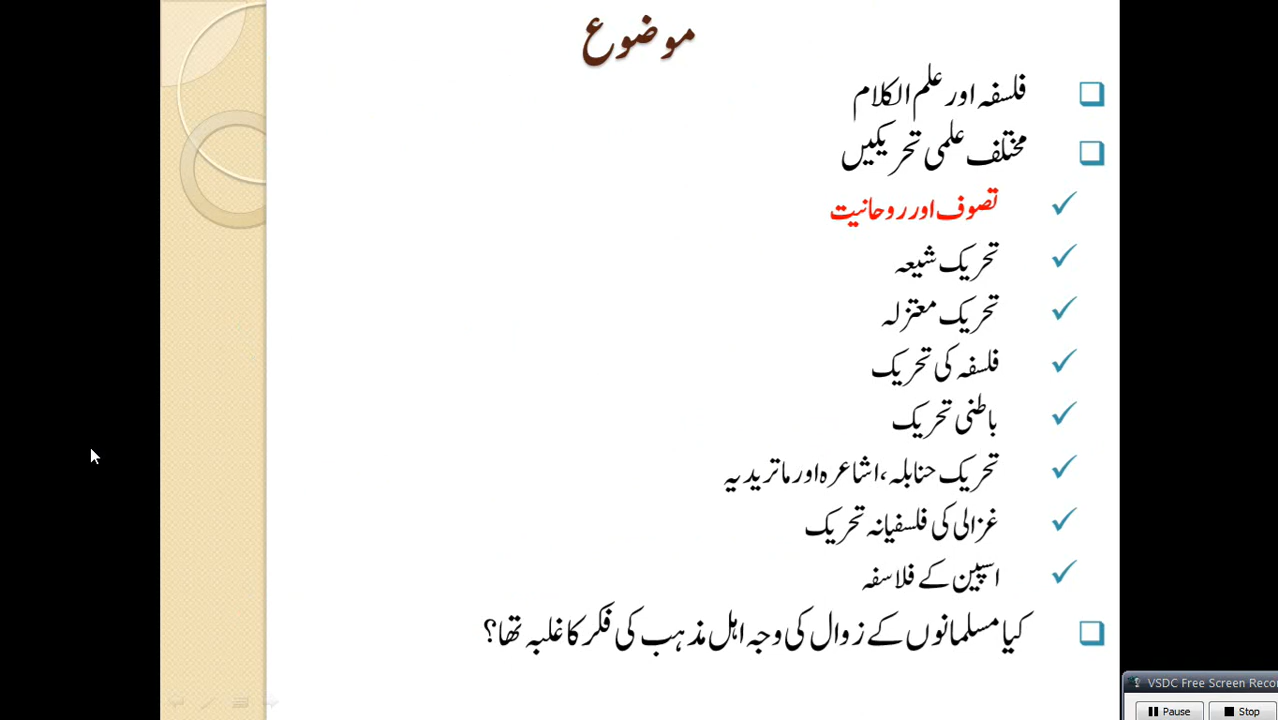 موضوع
فلسفہ اور علم الکلام
مختلف علمی تحریکیں
تصوف اور روحانیت
تحریک شیعہ
تحریک معتزلہ
فلسفہ کی تحریک
باطنی تحریک
تحریک حنابلہ، اشاعرہ اور ماتریدیہ
غزالی کی فلسفیانہ تحریک
اسپین کے فلاسفہ
کیا مسلمانوں کے زوال کی وجہ اہل مذہب کی فکر کا غلبہ تھا؟
VSDC Free Screen Reco
Pause Stop